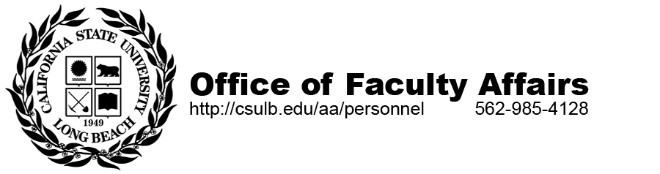 CALIFORNIA STATE UNIVERSITY
LONG BEACH
1949
Office of Faculty Affairs
http://csulb.edu/aa/personnel 562-985-4128